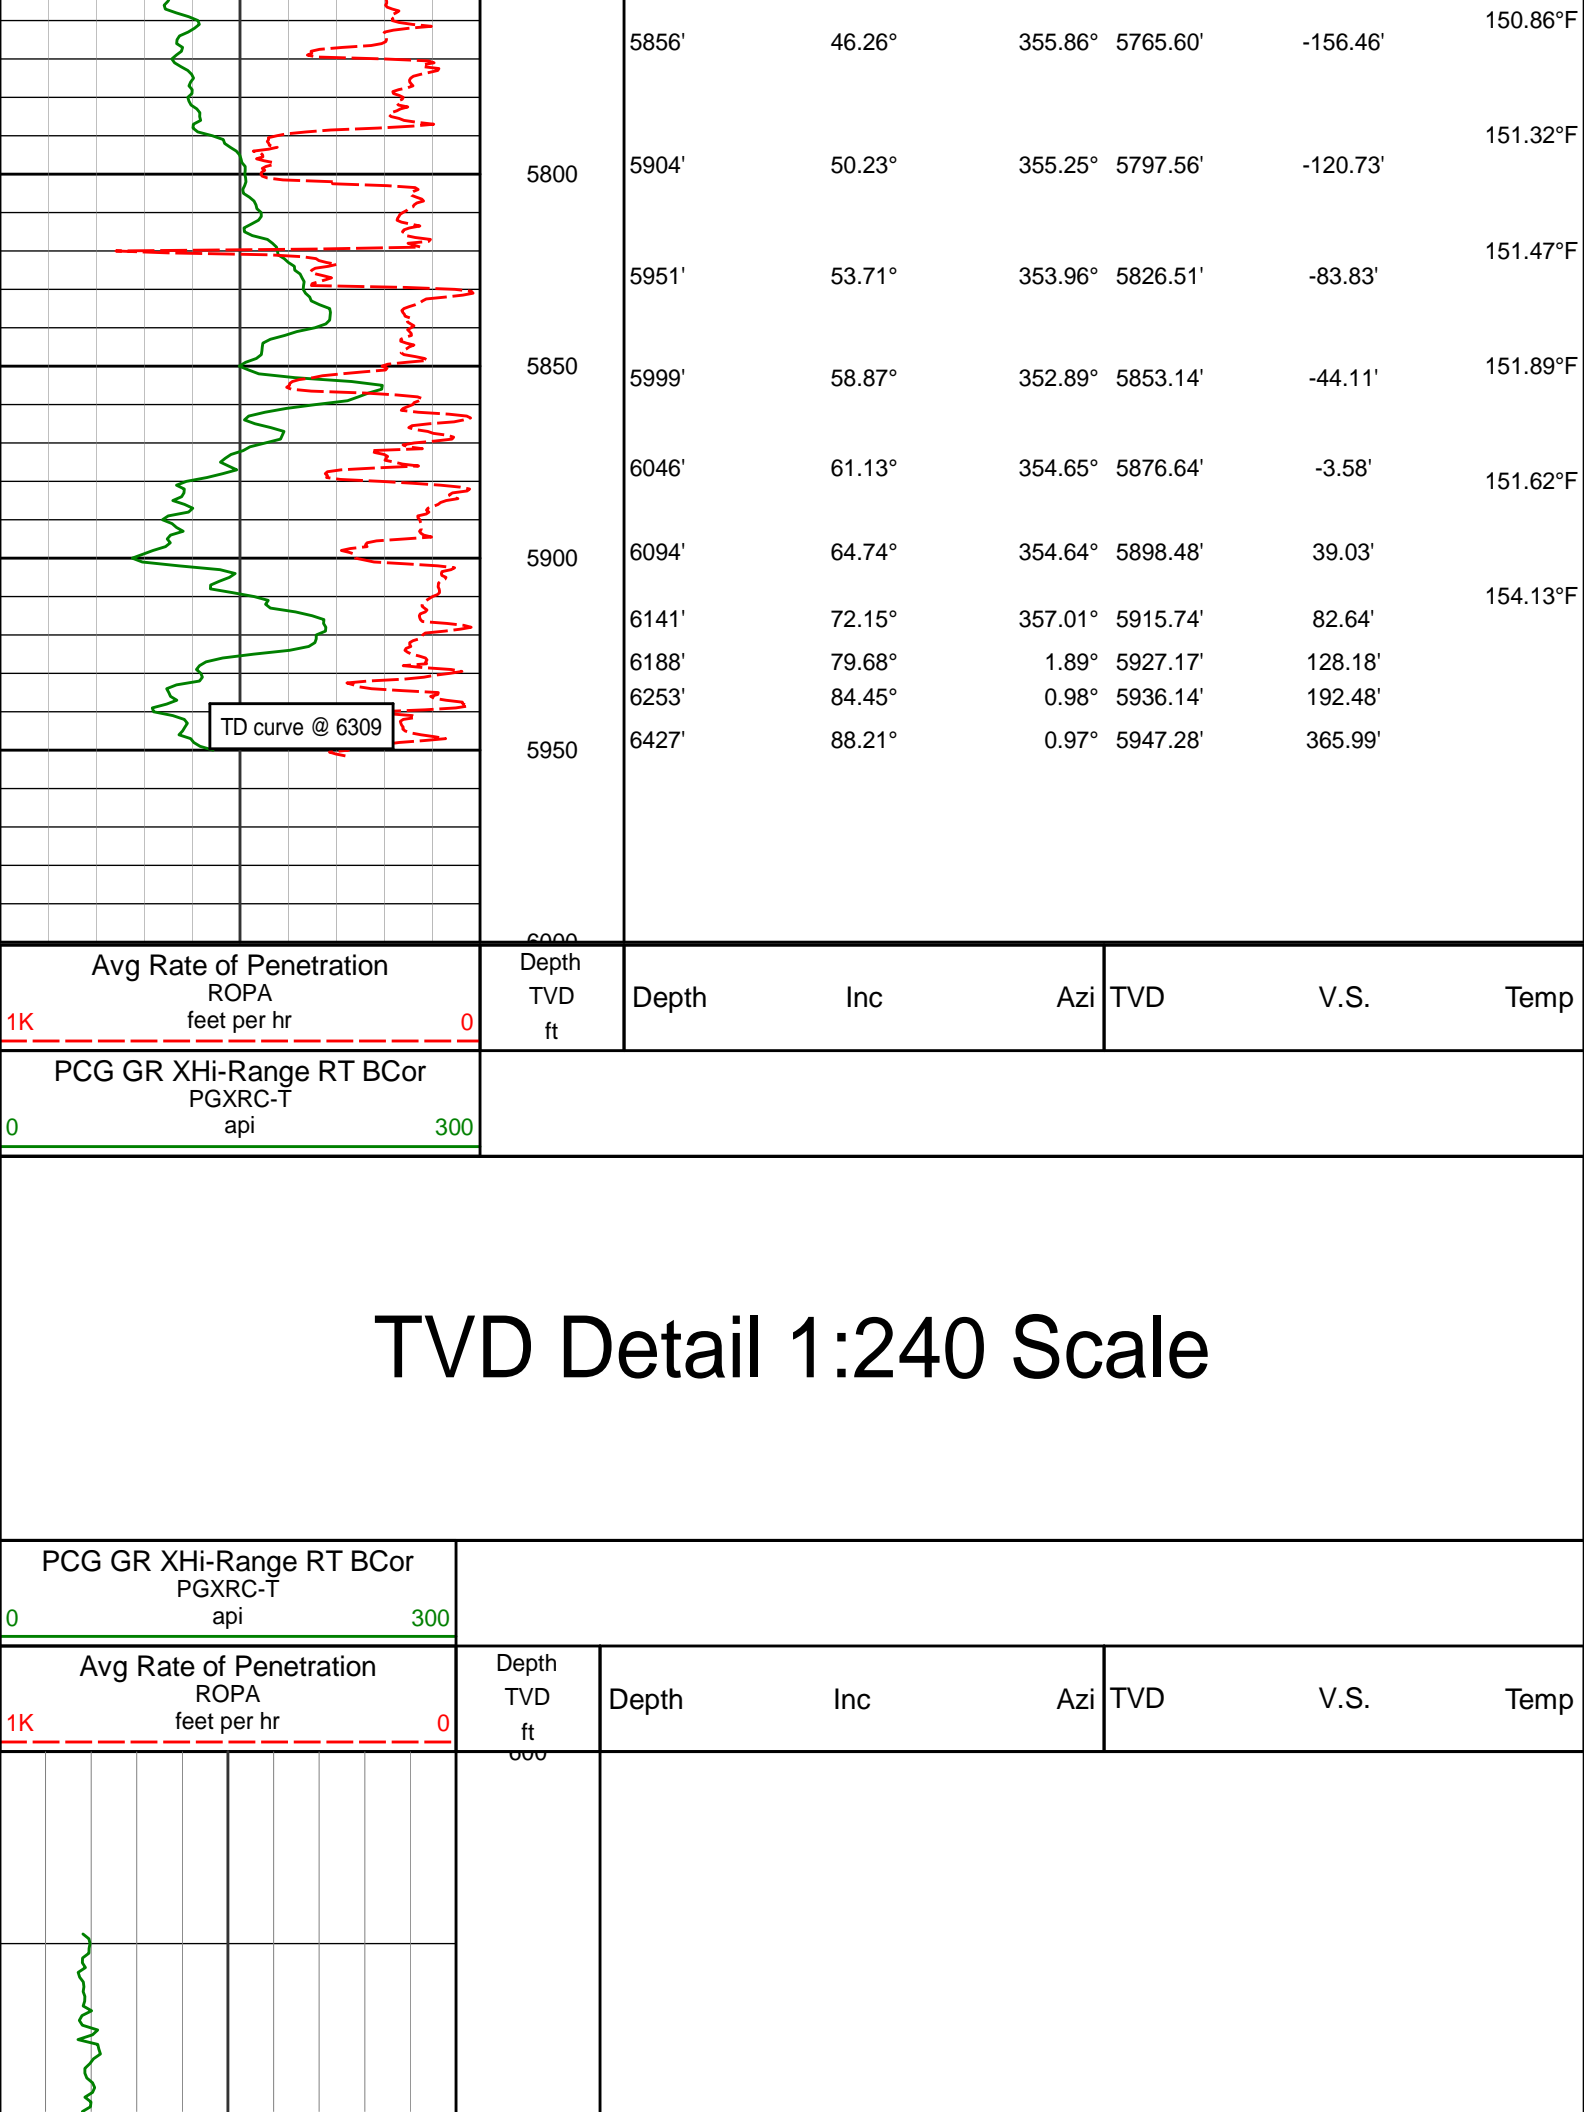 150.86°F
5856' 46.26° 355.86° 5765.60' -156.46'
151.32°F
5904' 50.23° 355.25° 5797.56' -120.73'
5800
151.47°F
5951' 53.71° 353.96° 5826.51' -83.83'
5850
151.89°F
5999' 58.87° 352.89° 5853.14' -44.11'
6046' 61.13° 354.65° 5876.64' -3.58'
151.62°F
5900
6094' 64.74° 354.64° 5898.48' 39.03'
154.13°F
6141' 72.15° 357.01° 5915.74' 82.64'
6188' 79.68° 1.89° 5927.17' 128.18'
6253' 84.45° 0.98° 5936.14' 192.48'
TD curve @ 6309
6427' 88.21° 0.97° 5947.28' 365.99'
5950
6000
Avg Rate of Penetration
ROPA
feet per hr
1K 0
Depth
TVD
ft
Depth Inc Azi TVD V.S. Temp
PCG GR XHi-Range RT BCor
PGXRC-T
api
0 300
TVD Detail 1:240 Scale
PCG GR XHi-Range RT BCor
PGXRC-T
api
0 300
Avg Rate of Penetration
ROPA
feet per hr
1K 0
Depth
TVD
ft
Depth Inc Azi TVD V.S. Temp